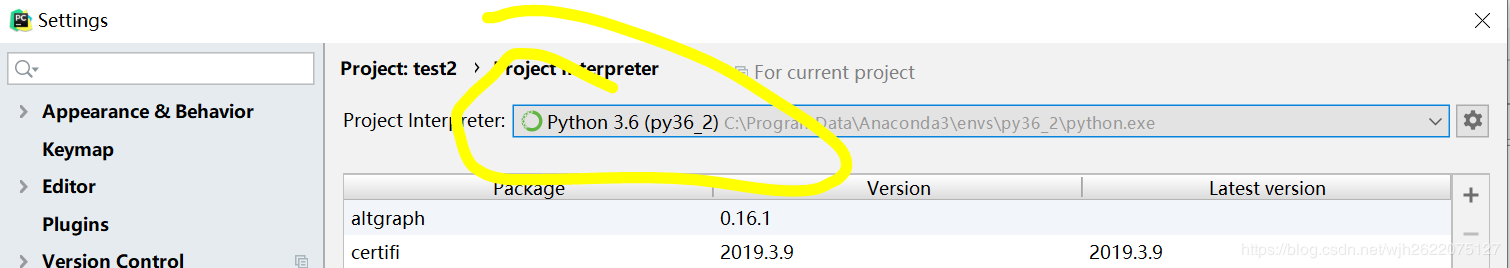 PC
Settings
Project: test2 › Project Interpreter
For current project
Appearance & Behavior
Project Interpreter: Python 3.6 (py36_2) C:\ProgramData\Anaconda3\envs\py36_2\python.exe
Keymap
Editor
Package Version Latest version
Plugins
altgraph 0.16.1
certifi 2019.3.9 2019.3.9
Version Control
https://blog.csdn.net/wjh2622075127